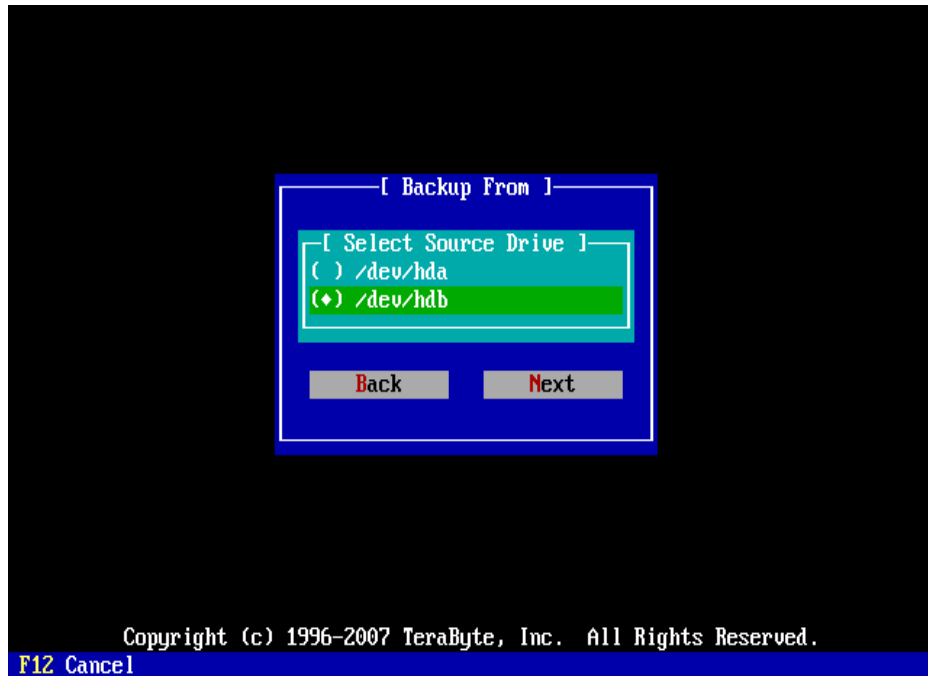 [ Backup From ]
[ Select Source Drive ]
( ) /dev/hda
(♦) /dev/hdb
Back Next
Copyright (c) 1996-2007 TeraByte, Inc. All Rights Reserved.
F12 Cancel